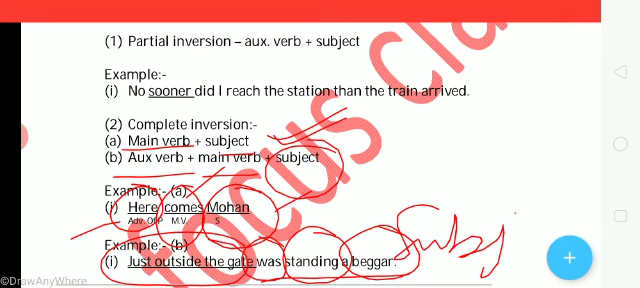 (1) Partial inversion – aux. verb + subject
Example:-
(i) No sooner did I reach the station than the train arrived.
(2) Complete inversion:-
(a) Main verb + subject
(b) Aux verb + main verb + subject
Example:- (a)
(i) Here comes Mohan
Adv. Of P M.V S
Example:- (b)
(i) Just outside the gate was standing a beggar.
focus Cla
©DrawAnyWhere